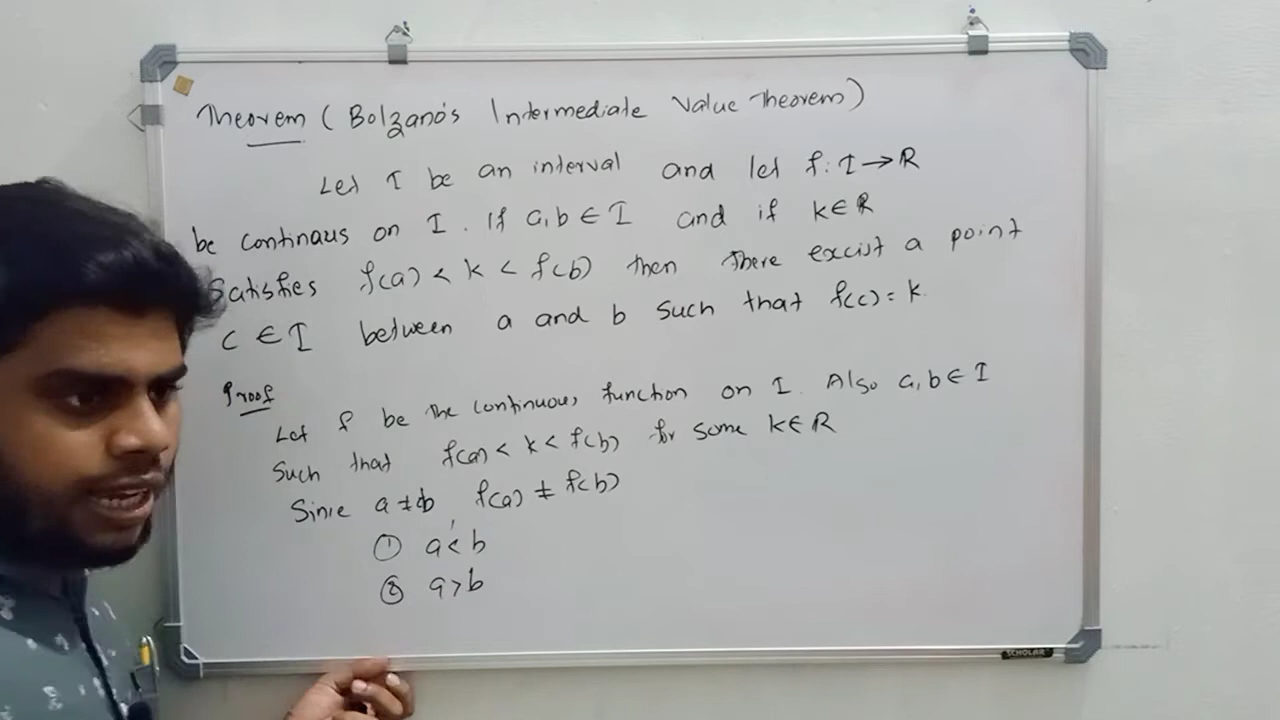 Theorem (Bolzano's Intermediate Value Theorem)
Let I be an interval and let f: I → R
be continaus on I. If a, b ∈ I and if k ∈ R
Satisfies f(a) < k < f(b) then there excist a point
c ∈ I between a and b such that f(c) = k.
Proof
Let f be the continuous function on I. Also a, b ∈ I
Such that f(a) < k < f(b) for some k ∈ R
Since a ≠ b f(a) ≠ f(b)
① a < b
② a > b
SCHOLAR